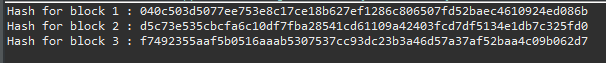 Hash for block 1 : 040c503d5077ee753e8c17ce18b627ef1286c806507fd52baec4610924ed086b
Hash for block 2 : d5c73e535cbcfa6c10df7fba28541cd61109a42403fcd7df5134e1db7c325fd0
Hash for block 3 : f7492355aaf5b0516aaab5307537cc93dc23b3a46d57a37af52baa4c09b062d7